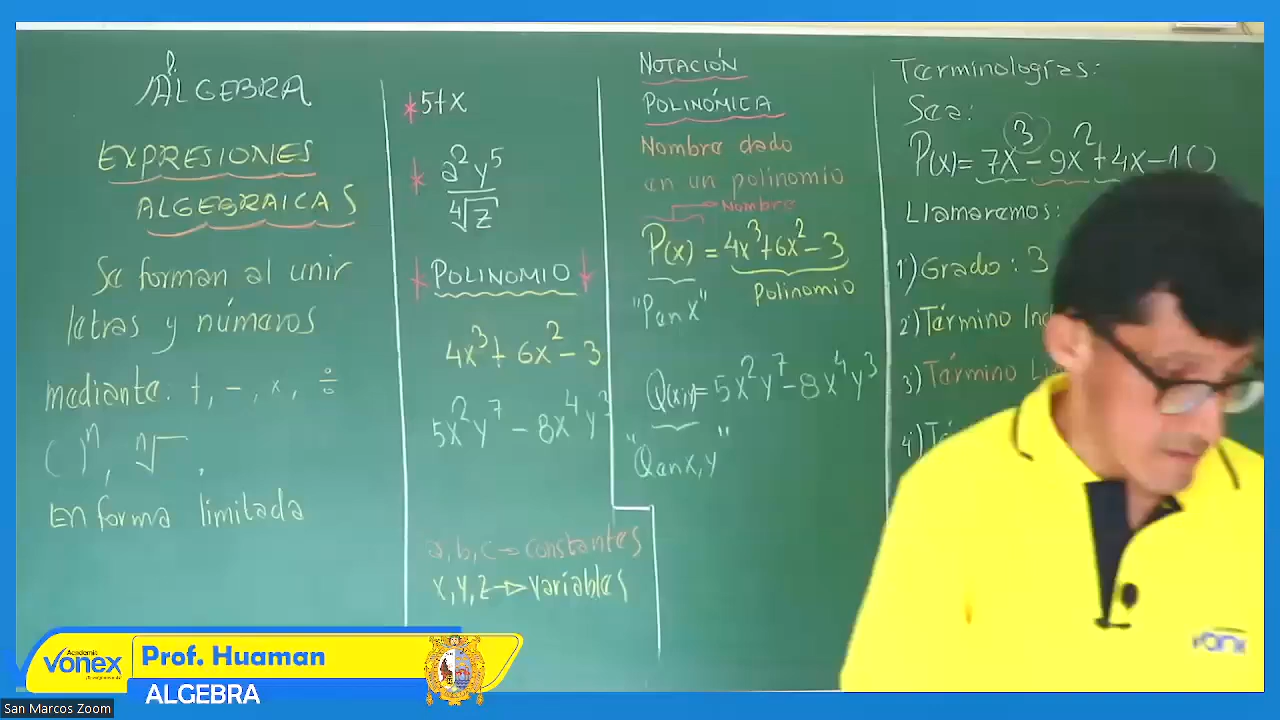 ÁLGEBRA
EXPRESIONES
ALGEBRAICAS
Se forman al unir
letras y números
mediante: +, -, ×, ÷
( )ⁿ, ⁿ√ .
En forma limitada
*5+x
* a²y⁵
⁴√z
* POLINOMIO *
4x³+6x²-3
5x²y⁷-8x⁴y³
a,b,c → constantes
x,y,z → variables
NOTACIÓN
POLINÓMICA
Nombre dado
en un polinomio
Nombre
P(x) = 4x³+6x²-3
Polinomio
"P en x"
Q(x,y)=5x²y⁷-8x⁴y³
"Q en x,y"
Terminologías:
Sea:
P(x)= 7x³-9x²+4x-10
Llamaremos:
1°) Grado: 3
2°) Término
3) Término
4°)
Academia
vonex
Prof. Huaman
ALGEBRA
San Marcos Zoom